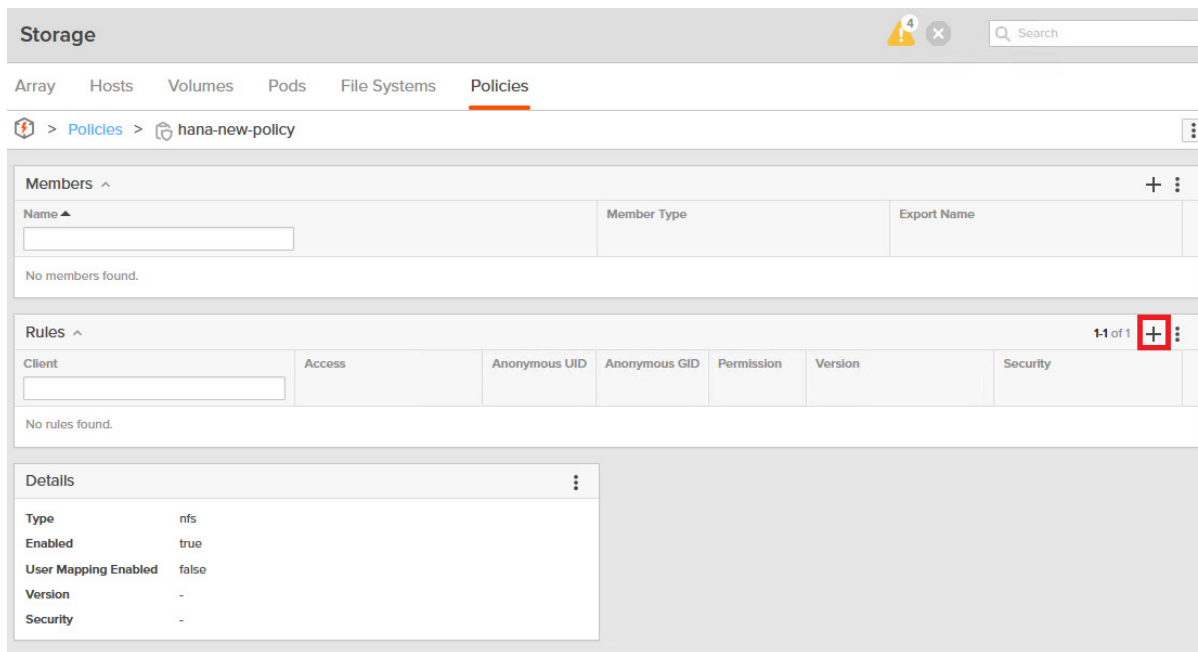 Storage
4
Search
Array Hosts Volumes Pods File Systems Policies
> Policies > hana-new-policy
Members
Name Member Type Export Name
No members found.
Rules 1-1 of 1
Client Access Anonymous UID Anonymous GID Permission Version Security
No rules found.
Details
Type nfs
Enabled true
User Mapping Enabled false
Version -
Security -